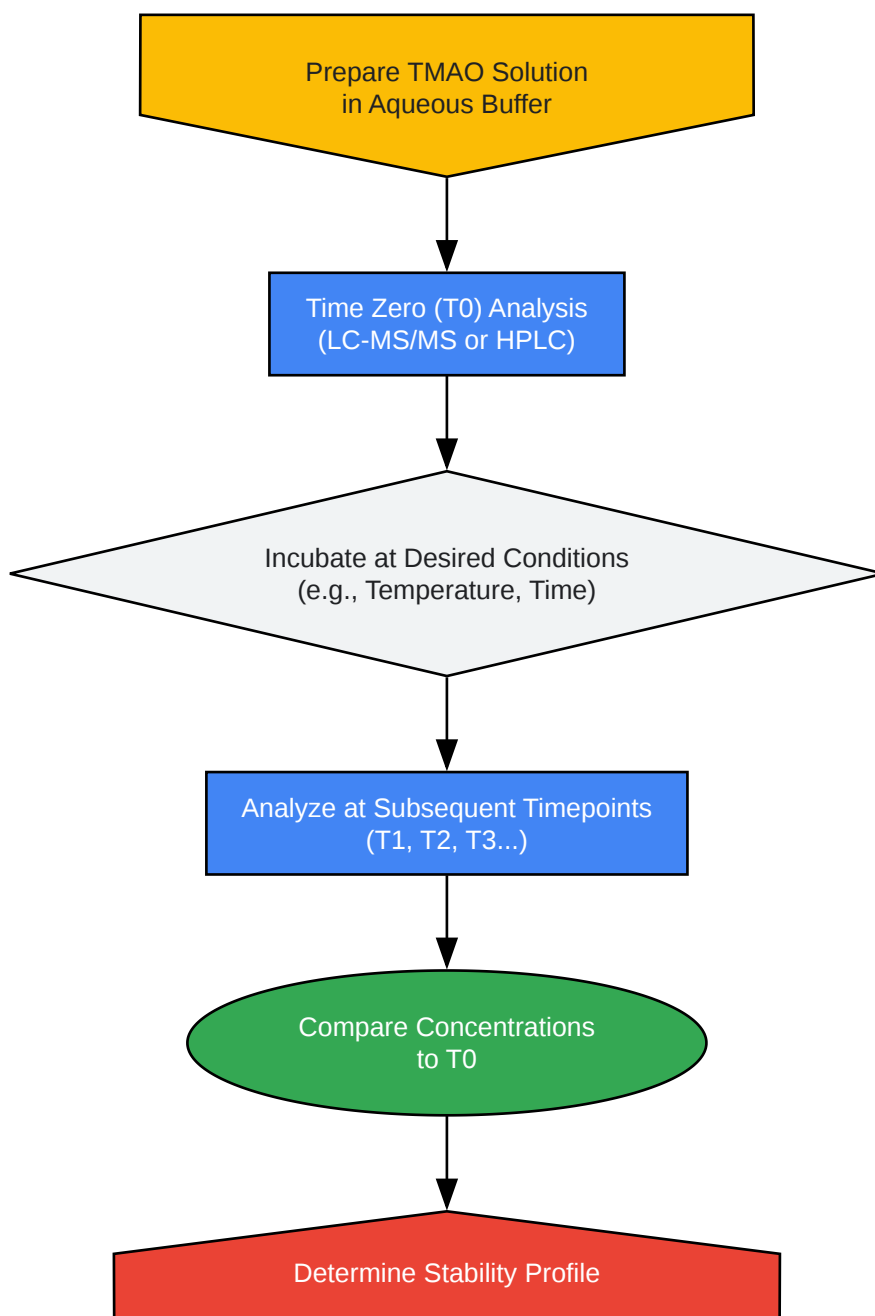 Prepare TMAO Solution
in Aqueous Buffer
Time Zero (T0) Analysis
(LC-MS/MS or HPLC)
Incubate at Desired Conditions
(e.g., Temperature, Time)
Analyze at Subsequent Timepoints
(T1, T2, T3...)
Compare Concentrations
to T0
Determine Stability Profile